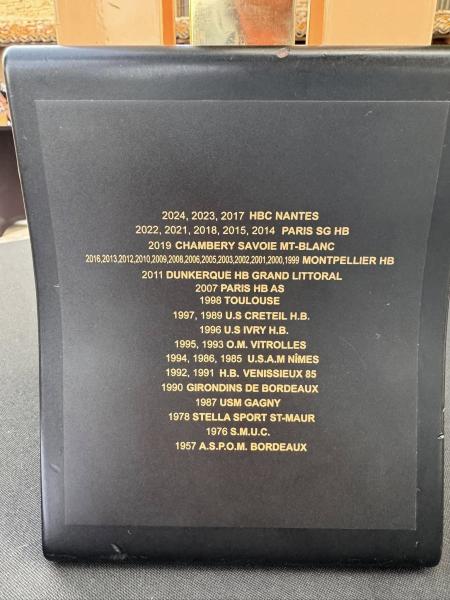 2024, 2023, 2017 HBC NANTES
2022, 2021, 2018, 2015, 2014 PARIS SG HB
2019 CHAMBERY SAVOIE MT-BLANC
2016,2013,2012,2010,2009,2008,2006,2005,2003,2002,2001,2000,1999 MONTPELLIER HB
2011 DUNKERQUE HB GRAND LITTORAL
2007 PARIS HB AS
1998 TOULOUSE
1997, 1989 U.S CRETEIL H.B.
1996 U.S IVRY H.B.
1995, 1993 O.M. VITROLLES
1994, 1986, 1985 U.S.A.M NÎMES
1992, 1991 H.B. VENISSIEUX 85
1990 GIRONDINS DE BORDEAUX
1987 USM GAGNY
1978 STELLA SPORT ST-MAUR
1976 S.M.U.C.
1957 A.S.P.O.M. BORDEAUX